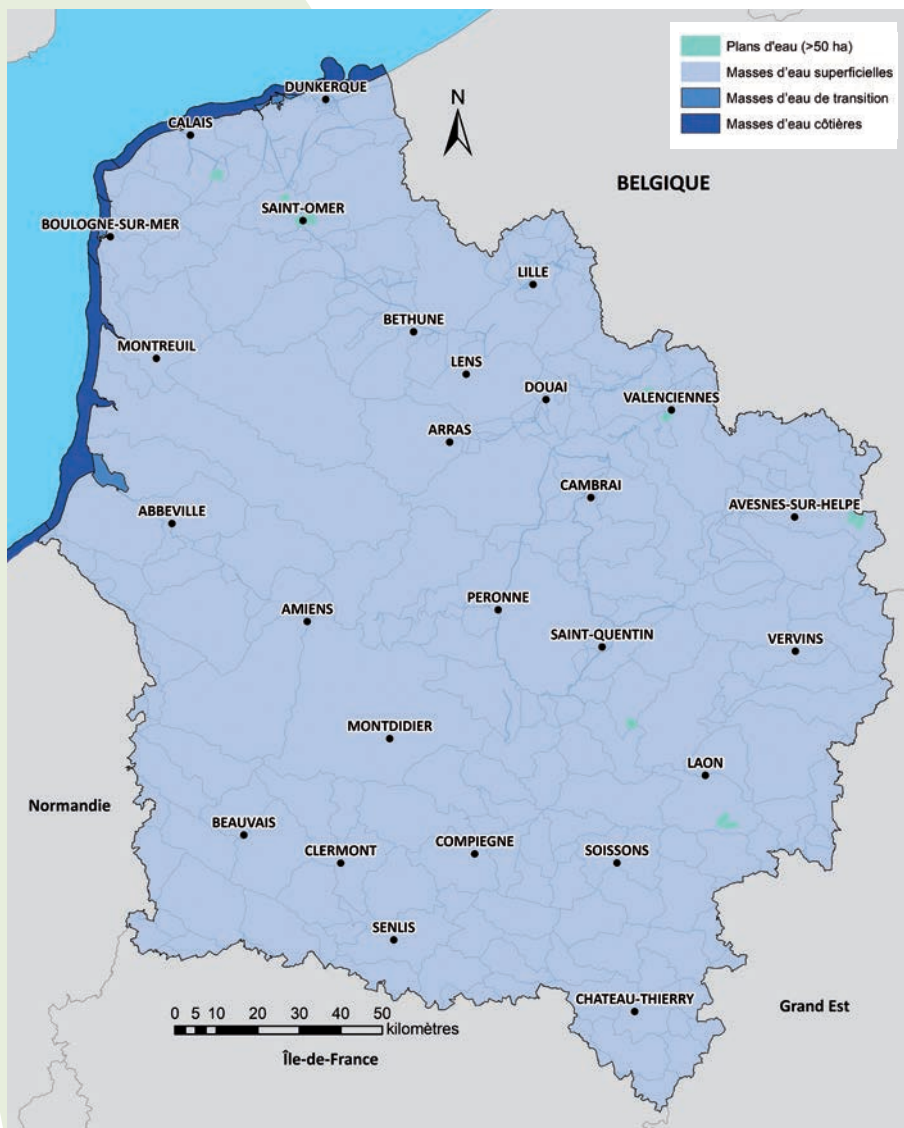 Plans d'eau (>50 ha)
Masses d'eau superficielles
Masses d'eau de transition
Masses d'eau côtières
DUNKERQUE
N
CALAIS
BELGIQUE
SAINT-OMER
BOULOGNE-SUR-MER
LILLE
BETHUNE
MONTREUIL
LENS
DOUAI
VALENCIENNES
ARRAS
CAMBRAI
AVESNES-SUR-HELPE
ABBEVILLE
PERONNE
AMIENS
SAINT-QUENTIN
VERVINS
MONTDIDIER
LAON
Normandie
BEAUVAIS
CLERMONT
COMPIEGNE
SOISSONS
SENLIS
CHATEAU-THIERRY
Grand Est
0 5 10 20 30 40 50
kilomètres
Île-de-France